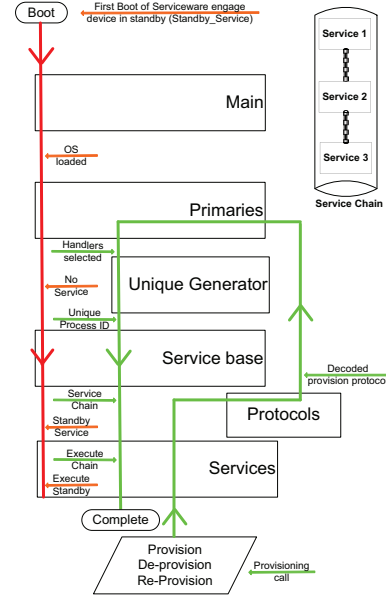 Boot
First Boot of Serviceware engage
device in standby (Standby_Service)
Service 1
Service 2
Service 3
Service Chain
Main
OS
loaded
Primaries
Handlers
selected
No
Service
Unique Generator
Unique
Process ID
Service base
Decoded
provision protoco
Service
Chain
Protocols
Standby
Service
Execute
Chain
Services
Execute
Standby
Complete
Provision
De-provision
Re-Provision
Provisioning
call